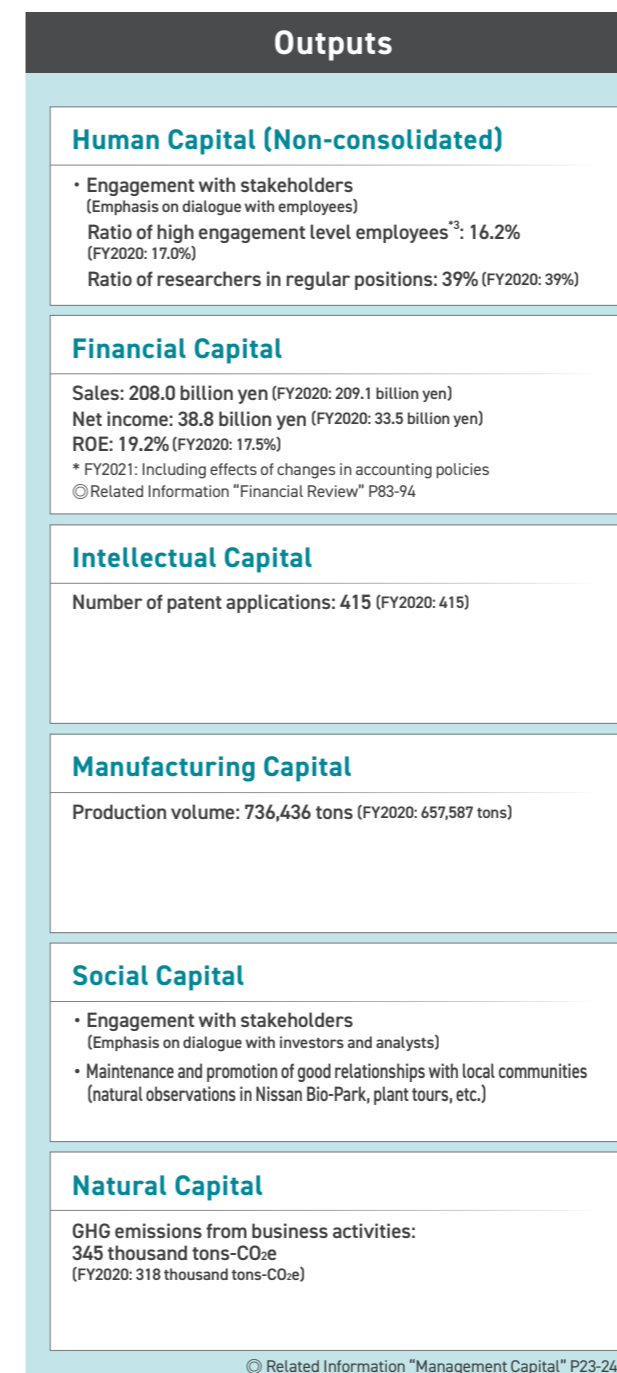 Outputs
Human Capital (Non-consolidated)
・Engagement with stakeholders
(Emphasis on dialogue with employees)
Ratio of high engagement level employees*3: 16.2%
(FY2020: 17.0%)
Ratio of researchers in regular positions: 39% (FY2020: 39%)
Financial Capital
Sales: 208.0 billion yen (FY2020: 209.1 billion yen)
Net income: 38.8 billion yen (FY2020: 33.5 billion yen)
ROE: 19.2% (FY2020: 17.5%)
* FY2021: Including effects of changes in accounting policies
◎Related Information “Financial Review” P83-94
Intellectual Capital
Number of patent applications: 415 (FY2020: 415)
Manufacturing Capital
Production volume: 736,436 tons (FY2020: 657,587 tons)
Social Capital
・Engagement with stakeholders
(Emphasis on dialogue with investors and analysts)
・Maintenance and promotion of good relationships with local communities
(natural observations in Nissan Bio-Park, plant tours, etc.)
Natural Capital
GHG emissions from business activities:
345 thousand tons-CO2e
(FY2020: 318 thousand tons-CO2e)
◎ Related Information “Management Capital” P23-24